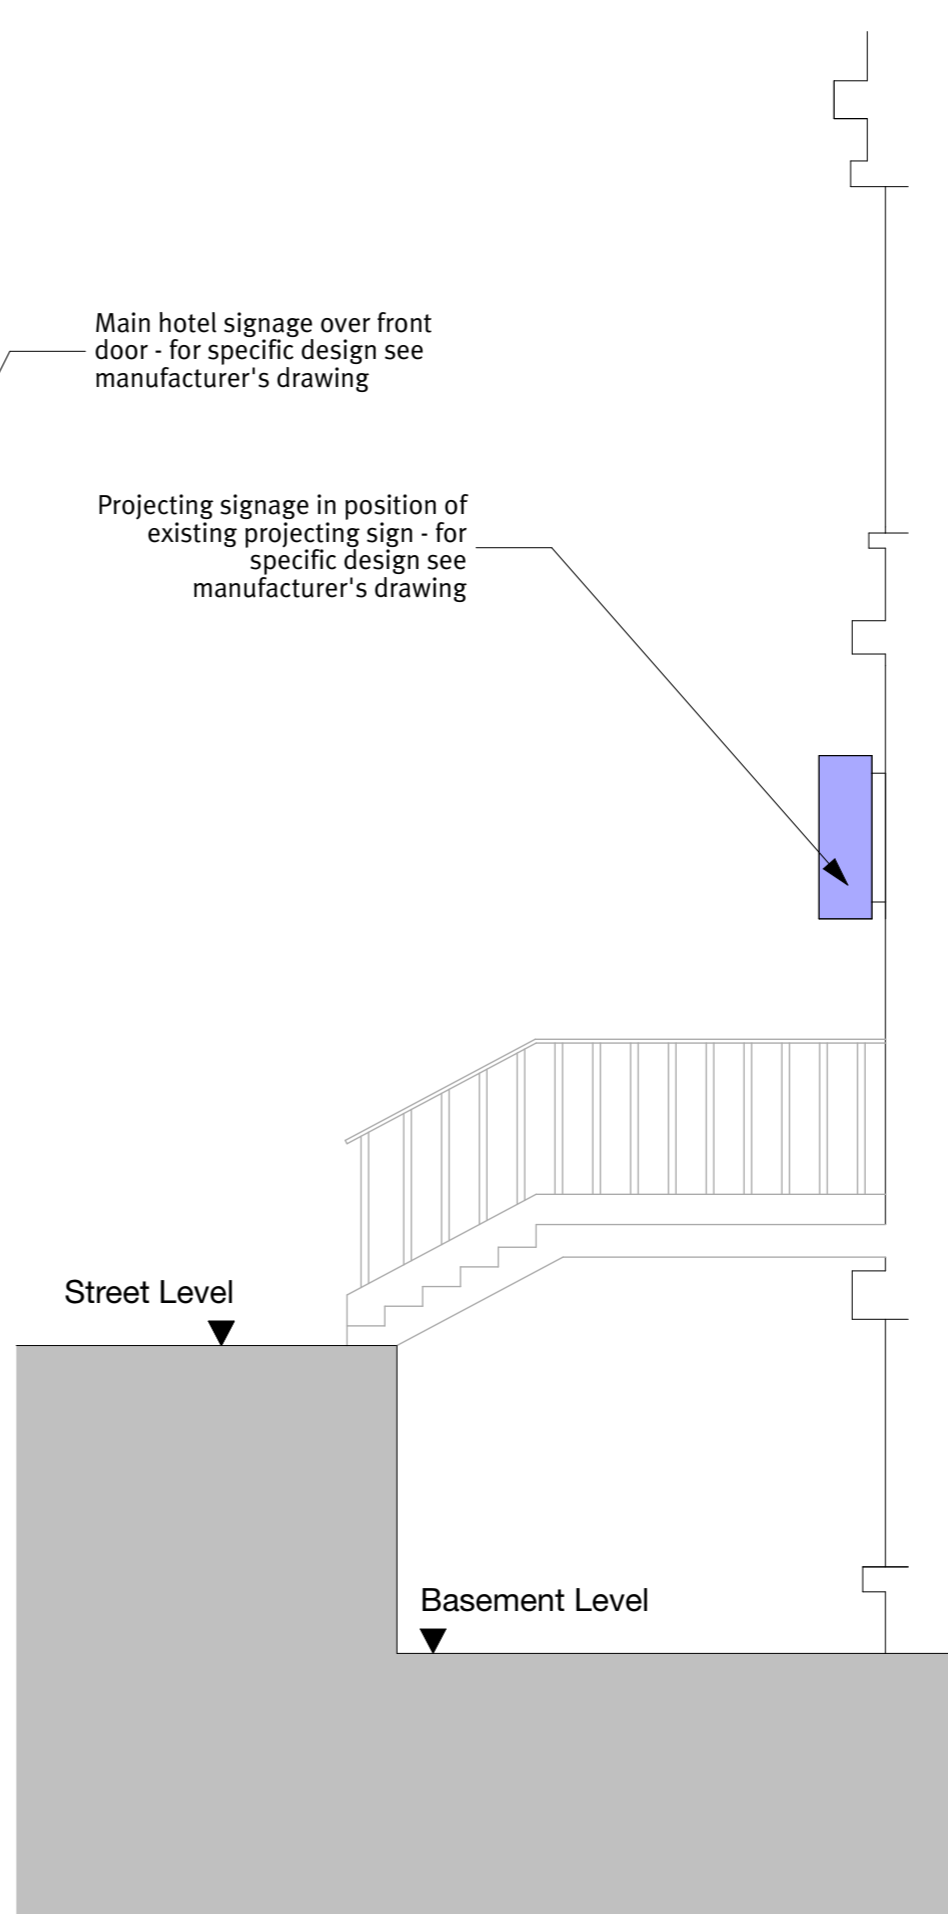 Main hotel signage over front
door - for specific design see
manufacturer's drawing
Projecting signage in position of
existing projecting sign - for
specific design see
manufacturer's drawing
Street Level
Basement Level